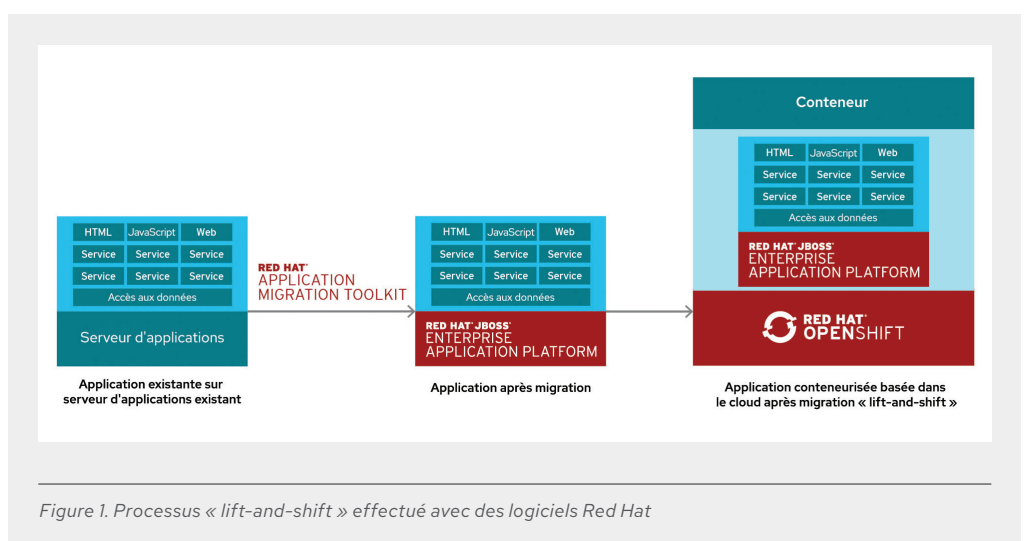 Conteneur
HTML JavaScript Web
Service Service Service
Service Service Service
Accès aux données
RED HAT® JBOSS®
ENTERPRISE
APPLICATION PLATFORM
RED HAT®
OPENSHIFT
HTML JavaScript Web
Service Service Service
Service Service Service
Accès aux données
Serveur d'applications
RED HAT®
APPLICATION
MIGRATION TOOLKIT
HTML JavaScript Web
Service Service Service
Service Service Service
Accès aux données
RED HAT® JBOSS®
ENTERPRISE
APPLICATION PLATFORM
Application existante sur
serveur d'applications existant
Application après migration
Application conteneurisée basée dans
le cloud après migration « lift-and-shift »
Figure 1. Processus « lift-and-shift » effectué avec des logiciels Red Hat